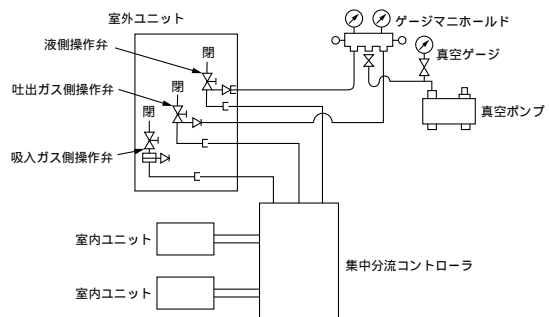 室外ユニット
ゲージマニホールド
液側操作弁
閉
真空ゲージ
吐出ガス側操作弁
閉
閉
真空ポンプ
吸入ガス側操作弁
室内ユニット
集中分流コントローラ
室内ユニット